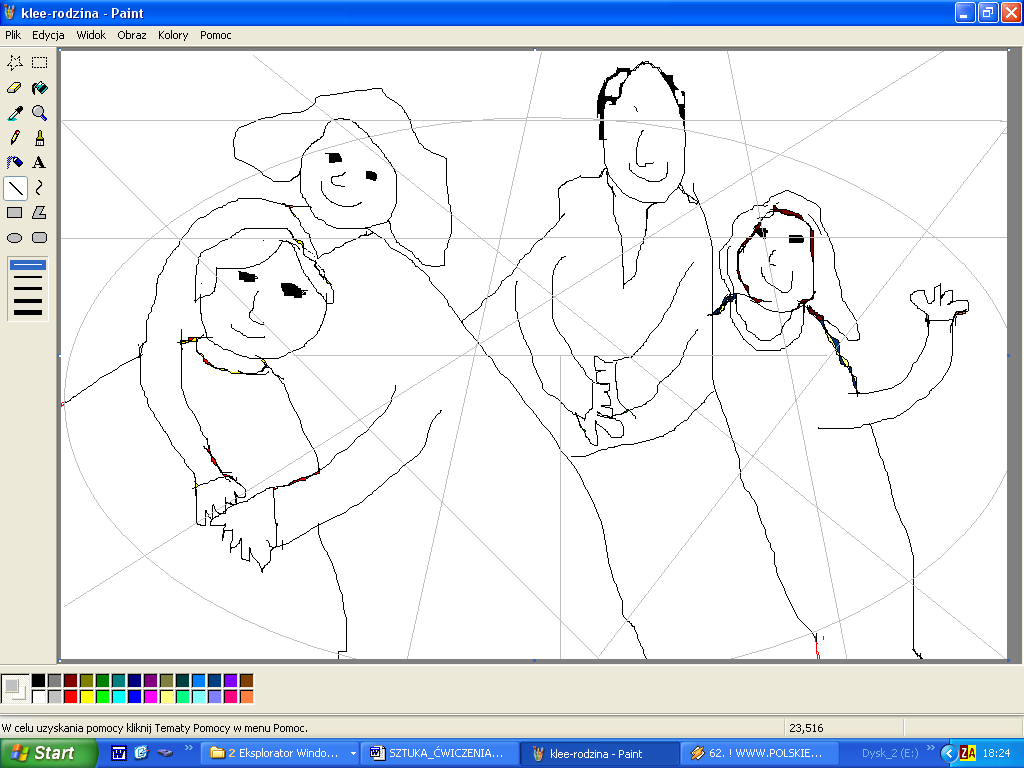 klee-rodzina - Paint
Plik Edycja Widok Obraz Kolory Pomoc
A
W celu uzyskania pomocy kliknij Tematy Pomocy w menu Pomoc.
23,516
Start
W
2 Eksplorator Windo...
SZTUKA_ĆWICZENIA...
klee-rodzina - Paint
62. ! WWW.POLSKIE...
Dysk_2 (E:)
ZA
18:24